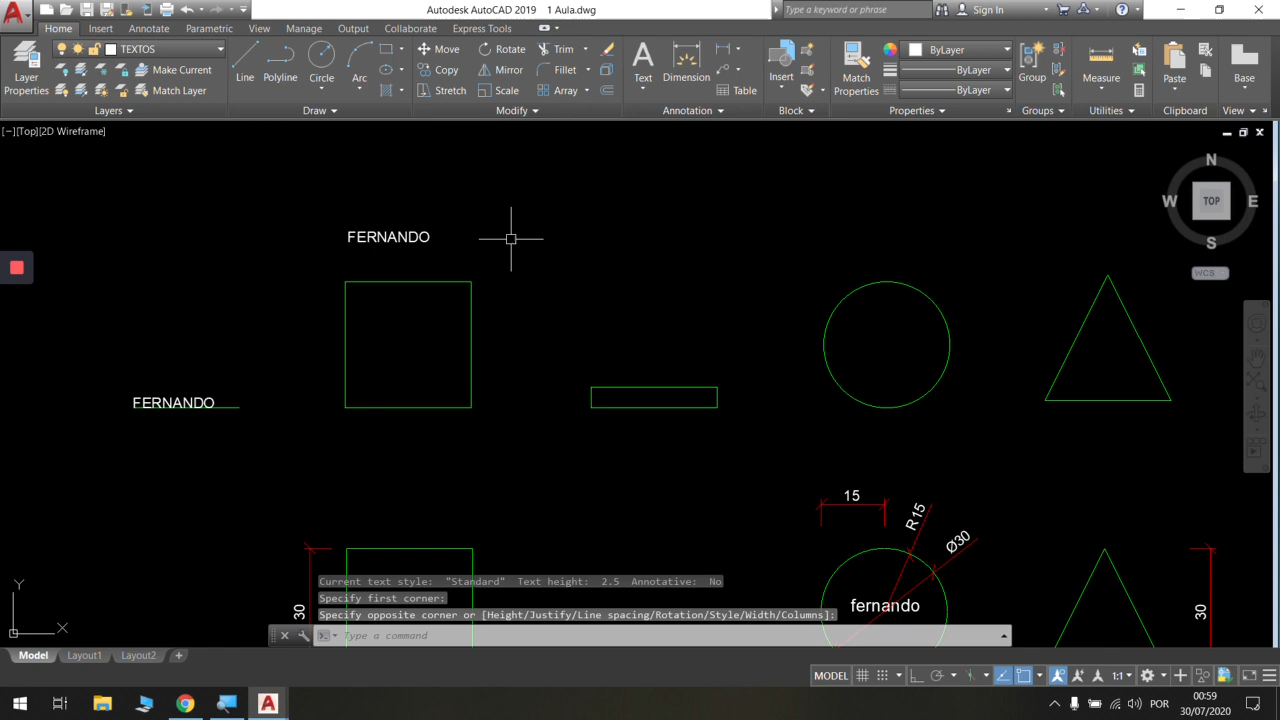 Autodesk AutoCAD 2019 1 Aula.dwg
Type a keyword or phrase
Sign In
Home Insert Annotate Parametric View Manage Output Collaborate Express Tools
Layer Properties
TEXTOS
Make Current
Match Layer
Layers
Line
Polyline
Circle
Arc
Draw
Move
Rotate
Trim
Copy
Mirror
Fillet
Stretch
Scale
Array
Modify
Text
Dimension
Table
Annotation
Insert
Block
Match Properties
ByLayer
ByLayer
ByLayer
Properties
Group
Groups
Measure
Utilities
Paste
Clipboard
Base
View
[−][Top][2D Wireframe]
N
W TOP E
S
WCS
FERNANDO
FERNANDO
15
R15
Ø30
30
fernando
30
Y
X
Current text style: "Standard" Text height: 2.5 Annotative: No
Specify first corner:
Specify opposite corner or [Height/Justify/Line spacing/Rotation/Style/Width/Columns]:
Type a command
Model Layout1 Layout2 +
MODEL
1:1
POR
00:59
30/07/2020